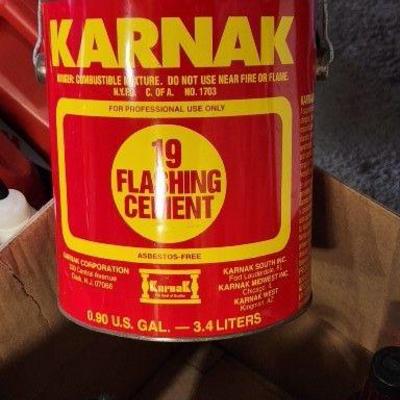 KARNAK
DANGER: COMBUSTIBLE MIXTURE. DO NOT USE NEAR FIRE OR FLAME.
N.Y.F.D. C. OF A. NO. 1703
FOR PROFESSIONAL USE ONLY
19
FLASHING
CEMENT
ASBESTOS-FREE
KARNAK CORPORATION
330 Central Avenue
Clark, N.J. 07066
KarnaK
KARNAK SOUTH INC.
Fort Lauderdale, FL
KARNAK MIDWEST INC.
Chicago, IL
KARNAK WEST
Kingman, AZ
0.90 U.S. GAL. — 3.4 LITERS
KARNAK